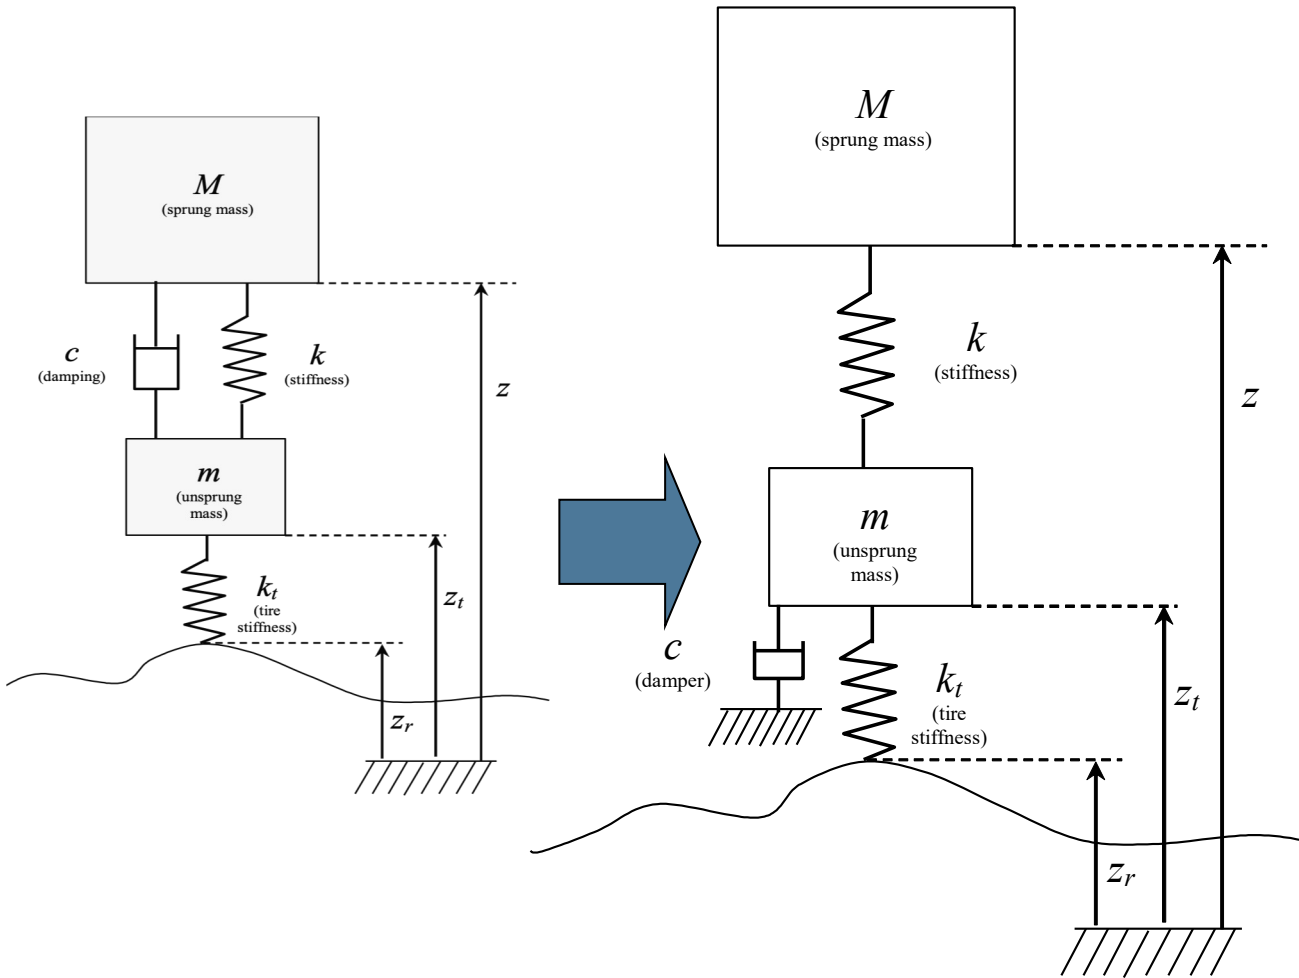 M
(sprung mass)
c
(damping)
k
(stiffness)
z
m
(unsprung
mass)
k_t
(tire
stiffness)
z_t
z_r
M
(sprung mass)
k
(stiffness)
z
m
(unsprung
mass)
c
(damper)
k_t
(tire
stiffness)
z_t
z_r